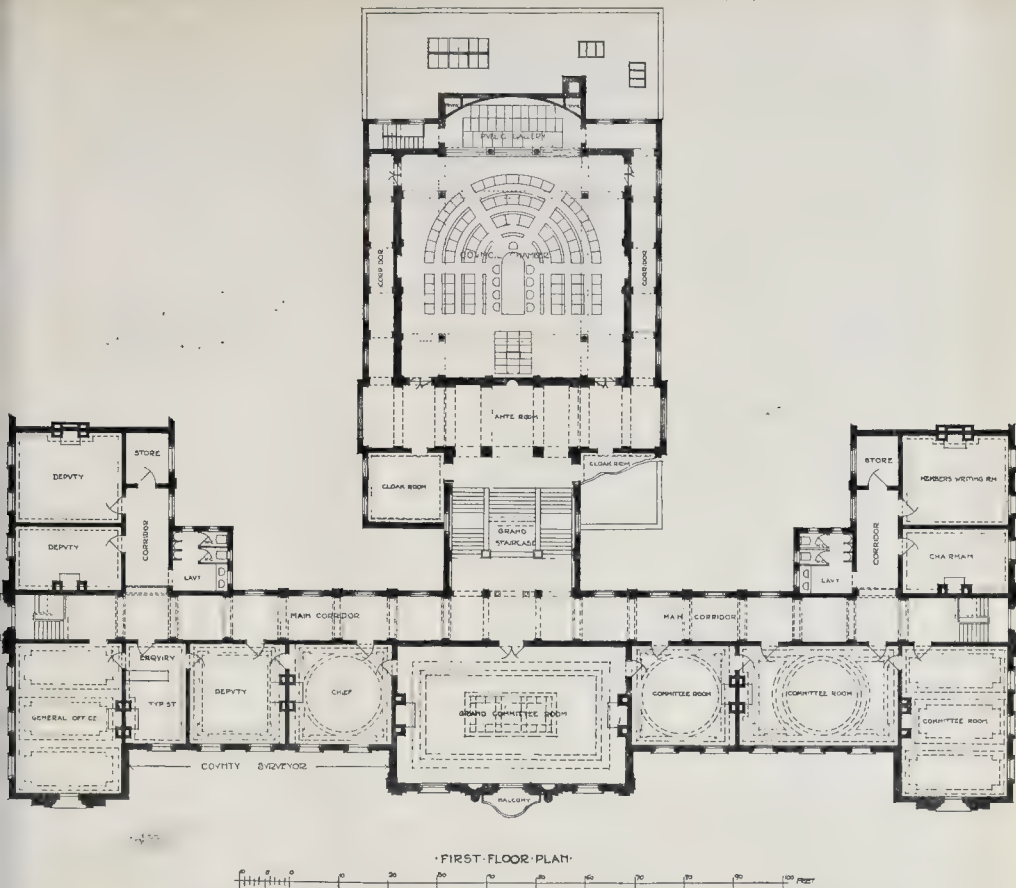 PUBLIC GALLERY
CORRIDOR
COUNCIL CHAMBER
CORRIDOR
ANTE ROOM
CLOAK ROOM
CLOAK ROOM
GRAND
STAIRCASE
DEPUTY
STORE
DEPUTY
CORRIDOR
LAVY
STORE
MEMBERS WRITING RM
CORRIDOR
CHAIRMAN
LAVY
MAIN CORRIDOR
MAIN CORRIDOR
GENERAL OFFICE
ENQUIRY
TYPIST
DEPUTY
CHIEF
GRAND COMMITTEE ROOM
COMMITTEE ROOM
COMMITTEE ROOM
COMMITTEE ROOM
COUNTY SURVEYOR
BALCONY
·FIRST·FLOOR·PLAN·
10 5 0 10 20 30 40 50 60 70 80 90 100 FEET